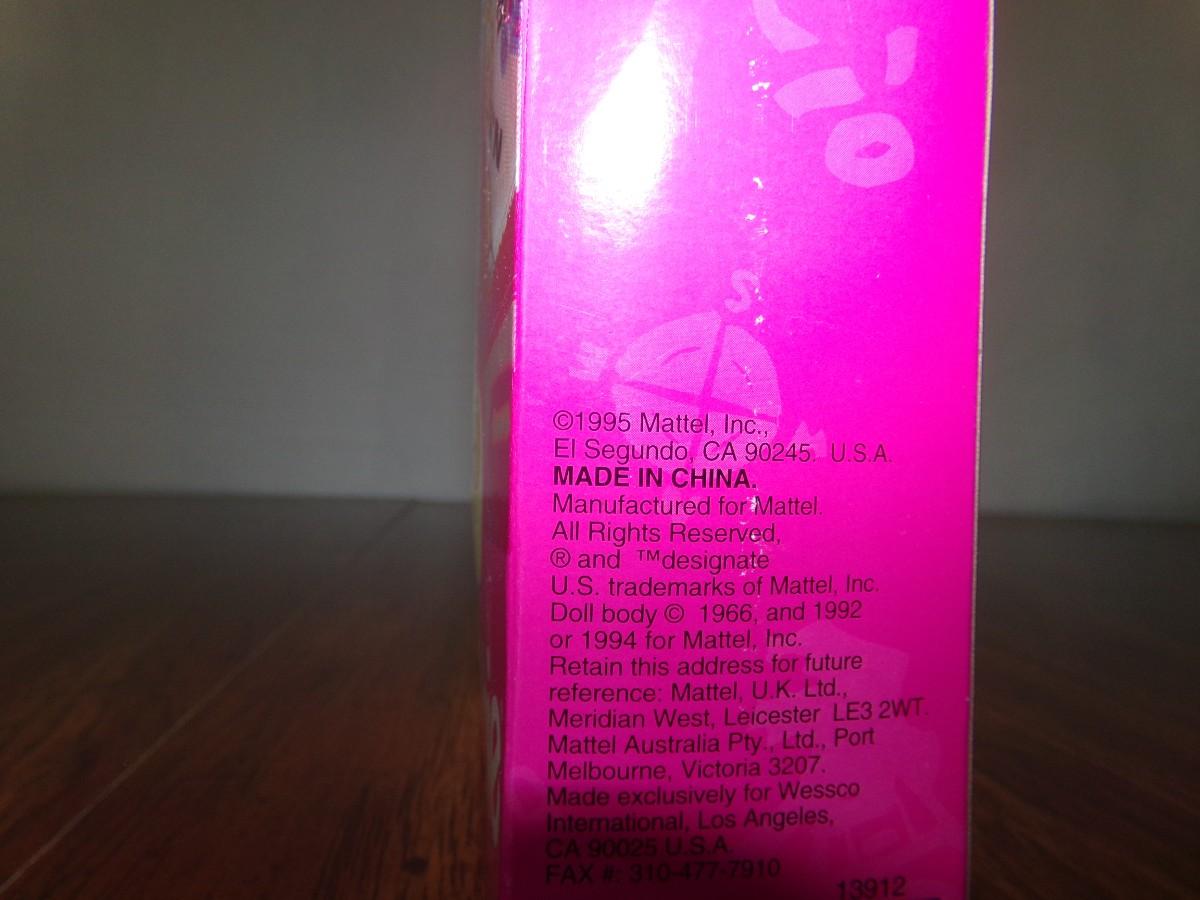 ©1995 Mattel, Inc.,
El Segundo, CA 90245. U.S.A.
MADE IN CHINA.
Manufactured for Mattel.
All Rights Reserved,
® and ™designate
U.S. trademarks of Mattel, Inc.
Doll body © 1966, and 1992
or 1994 for Mattel, Inc.
Retain this address for future
reference: Mattel, U.K. Ltd.,
Meridian West, Leicester LE3 2WT.
Mattel Australia Pty., Ltd., Port
Melbourne, Victoria 3207.
Made exclusively for Wessco
International, Los Angeles,
CA 90025 U.S.A.
FAX #: 310-477-7910
13912